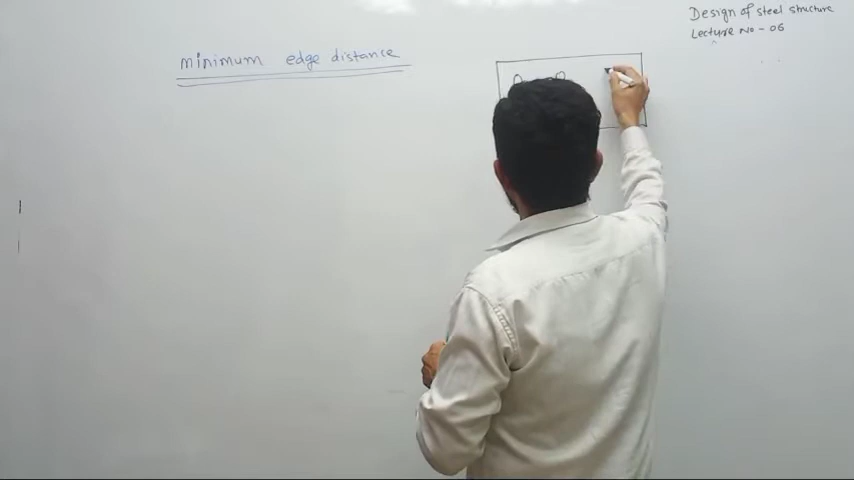 Design of steel structure
Lecture No - 06
minimum edge distance